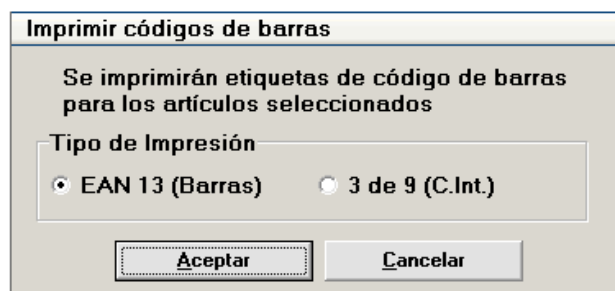 Imprimir códigos de barras
Se imprimirán etiquetas de código de barras
para los artículos seleccionados
Tipo de Impresión
EAN 13 (Barras) 3 de 9 (C.Int.)
Aceptar Cancelar